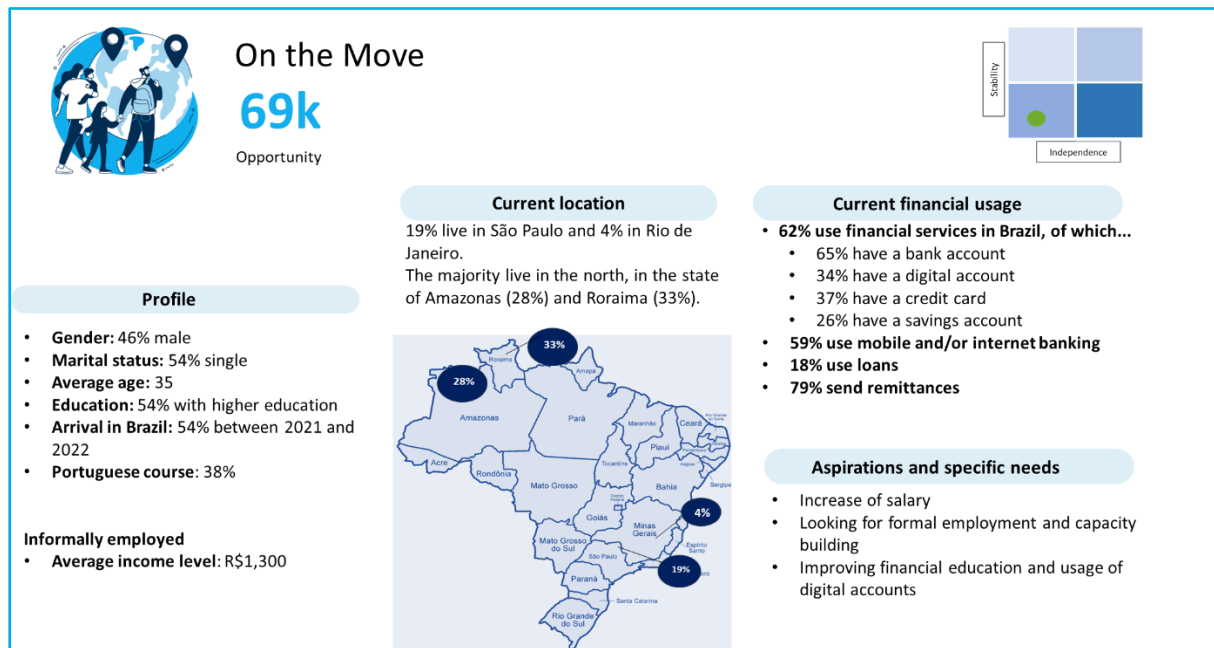 On the Move
69k
Opportunity
Stability
Independence
Profile
• Gender: 46% male
• Marital status: 54% single
• Average age: 35
• Education: 54% with higher education
• Arrival in Brazil: 54% between 2021 and
2022
• Portuguese course: 38%
Informally employed
• Average income level: R$1,300
Current location
19% live in São Paulo and 4% in Rio de
Janeiro.
The majority live in the north, in the state
of Amazonas (28%) and Roraima (33%).
33%
Roraima
Amapá
28%
Amazonas
Pará
Maranhão
Ceará
Rio Grande
do Norte
Piauí
Pernambuco
Alagoas
Sergipe
Acre
Rondônia
Tocantins
Mato Grosso
Bahia
Distrito
Federal
Goiás
4%
Minas
Gerais
Mato Grosso
do Sul
Espírito
Santo
São Paulo
19%
Paraná
Santa Catarina
Rio Grande
do Sul
Current financial usage
• 62% use financial services in Brazil, of which...
• 65% have a bank account
• 34% have a digital account
• 37% have a credit card
• 26% have a savings account
• 59% use mobile and/or internet banking
• 18% use loans
• 79% send remittances
Aspirations and specific needs
• Increase of salary
• Looking for formal employment and capacity
building
• Improving financial education and usage of
digital accounts